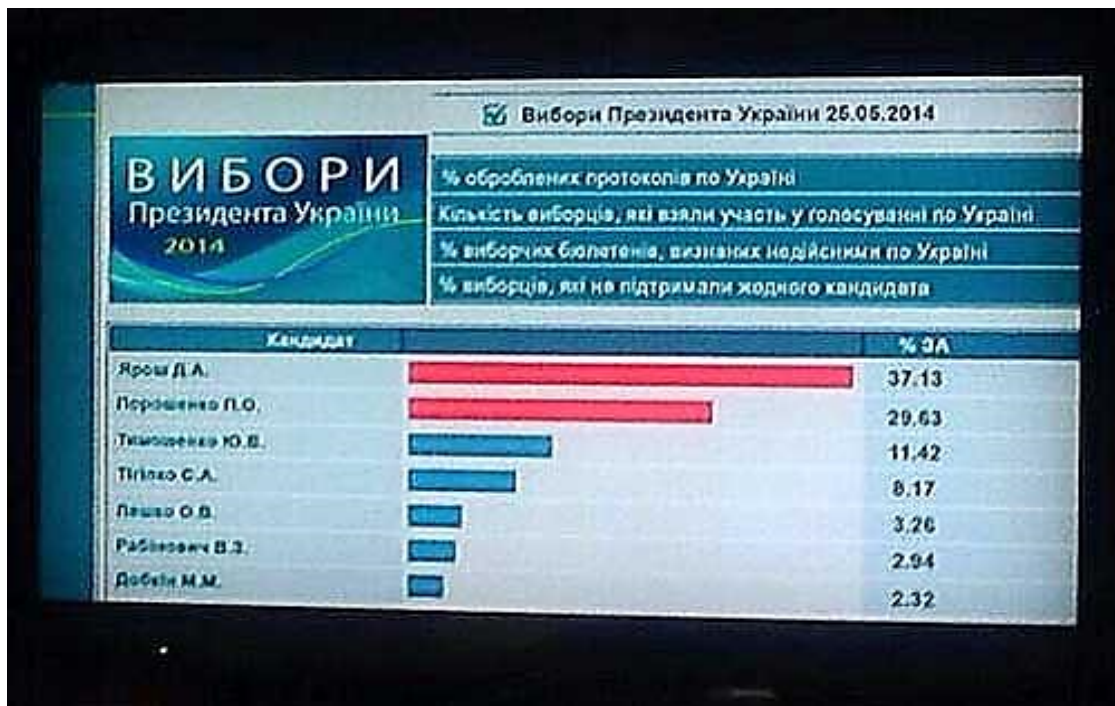 Вибори Президента України 25.05.2014
ВИБОРИ
Президента України
2014
% оброблених протоколів по Україні
Кількість виборців, які взяли участь у голосуванні по Україні
% виборчих бюлетенів, визнаних недійсними по Україні
% виборців, які не підтримали жодного кандидата
Кандидат % ЗА
Ярош Д.А. 37.13
Порошенко П.О. 29.63
Тимошенко Ю.В. 11.42
Тігіпко С.Л. 8.17
Ляшко О.В. 3.26
Рабінович В.З. 2.94
Добкін М.М. 2.32